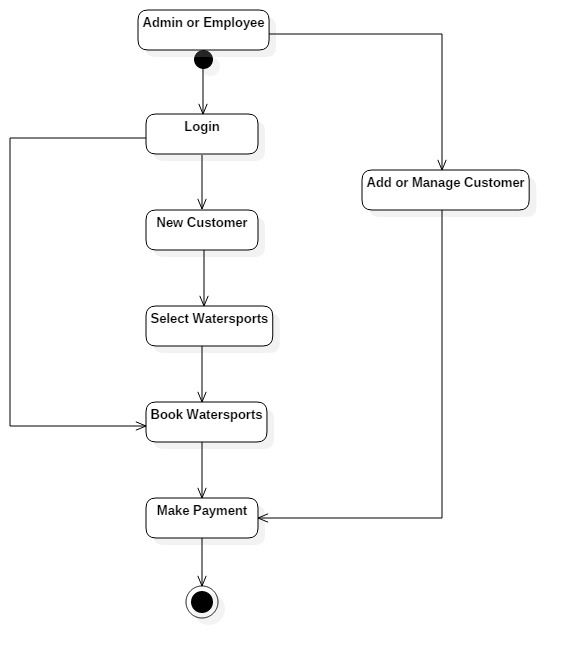 Admin or Employee
Login
Add or Manage Customer
New Customer
Select Watersports
Book Watersports
Make Payment